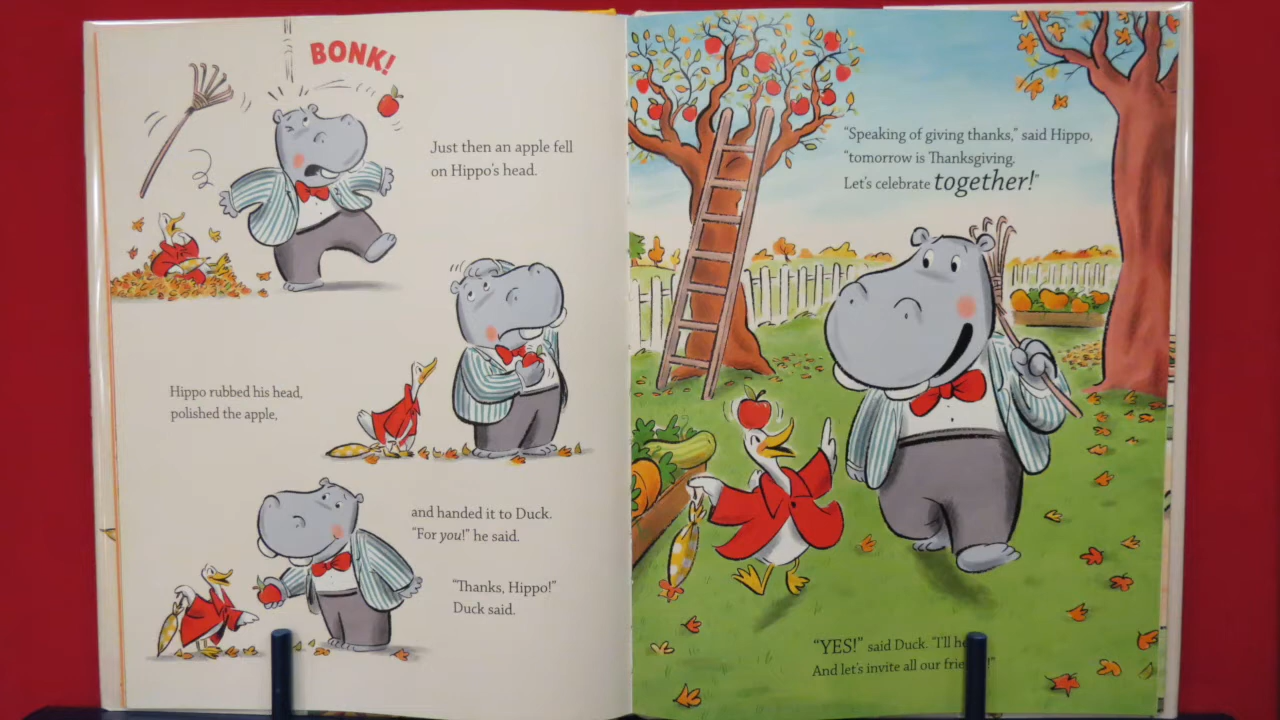 BONK!
Just then an apple fell
on Hippo's head.
Hippo rubbed his head,
polished the apple,
and handed it to Duck.
"For you!" he said.
"Thanks, Hippo!"
Duck said.
"Speaking of giving thanks," said Hippo,
"tomorrow is Thanksgiving.
Let's celebrate together!"
"YES!" said Duck. "I'll
And let's invite all our